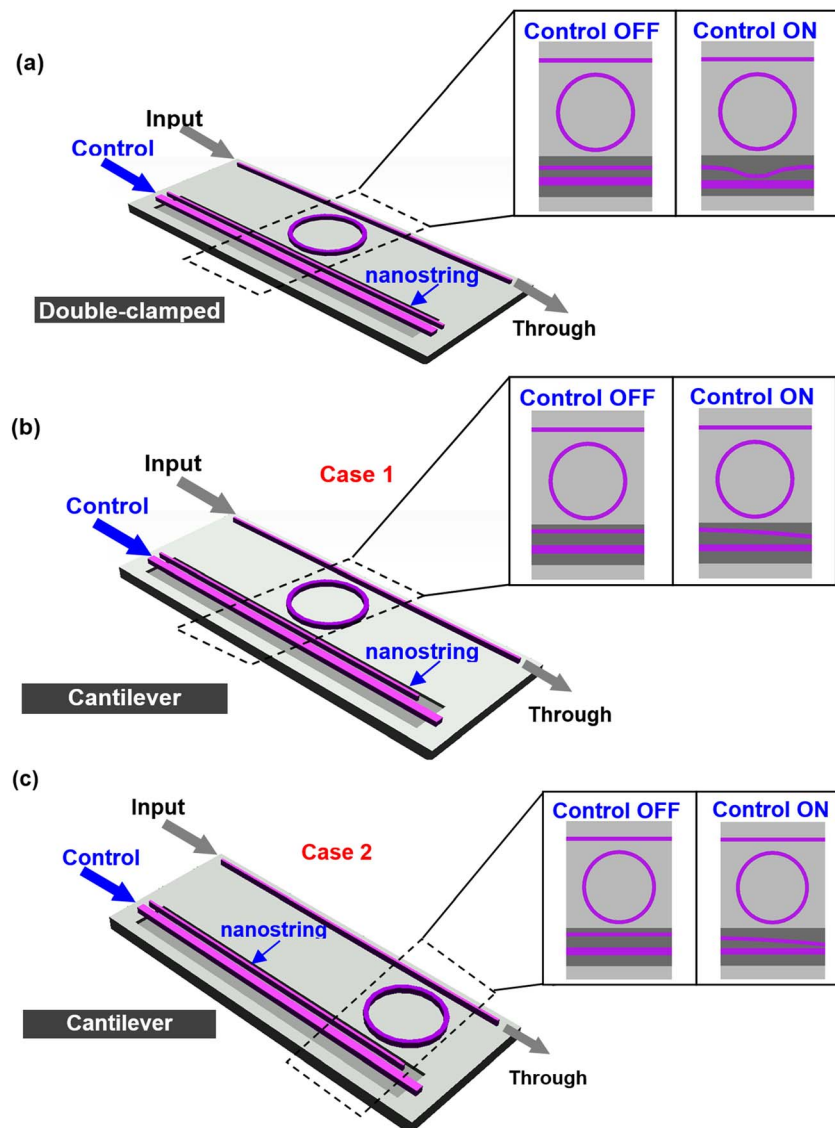 (a)
Control OFF
Control ON
Input
Control
nanostring
Double-clamped
Through
(b)
Control OFF
Control ON
Input
Case 1
Control
nanostring
Cantilever
Through
(c)
Control OFF
Control ON
Input
Case 2
Control
nanostring
Cantilever
Through